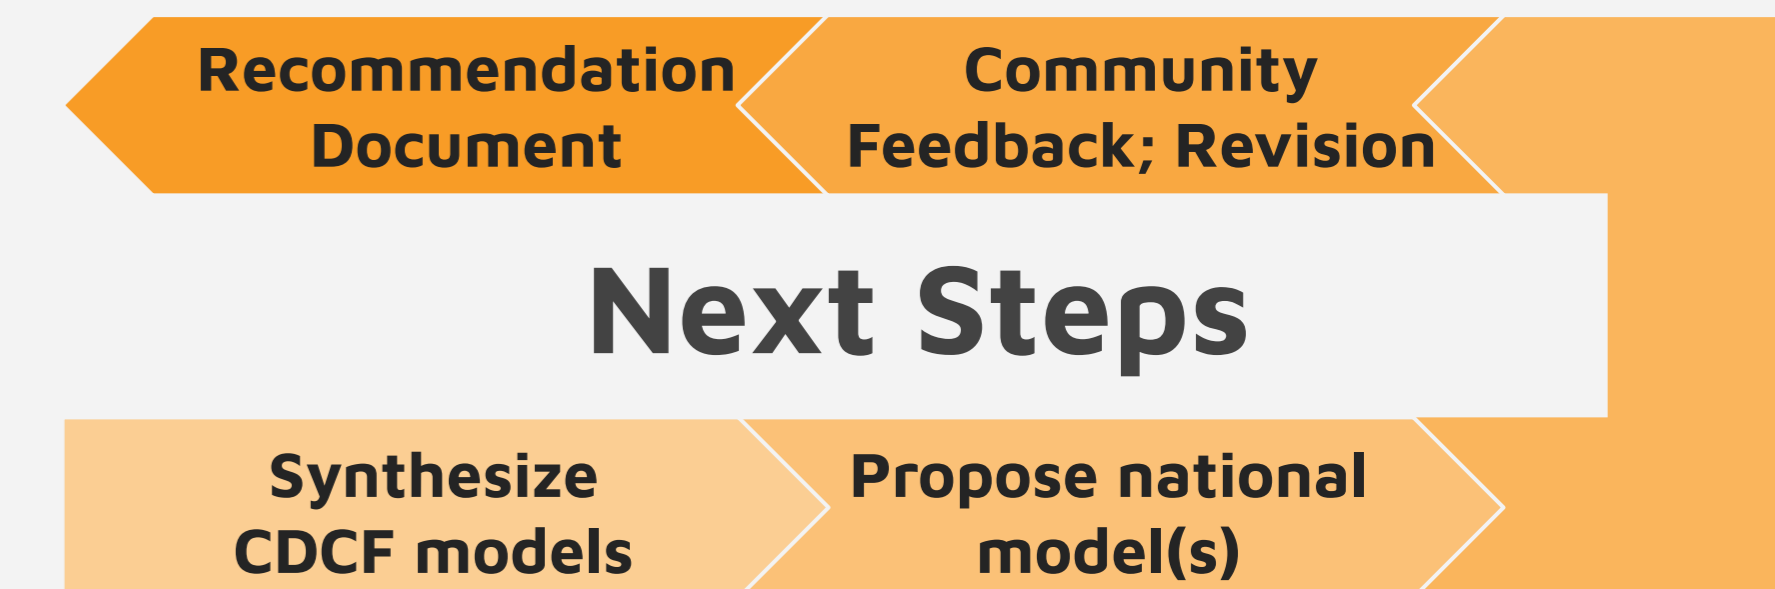 Recommendation
Document
Community
Feedback; Revision
Next Steps
Synthesize
CDCF models
Propose national
model(s)